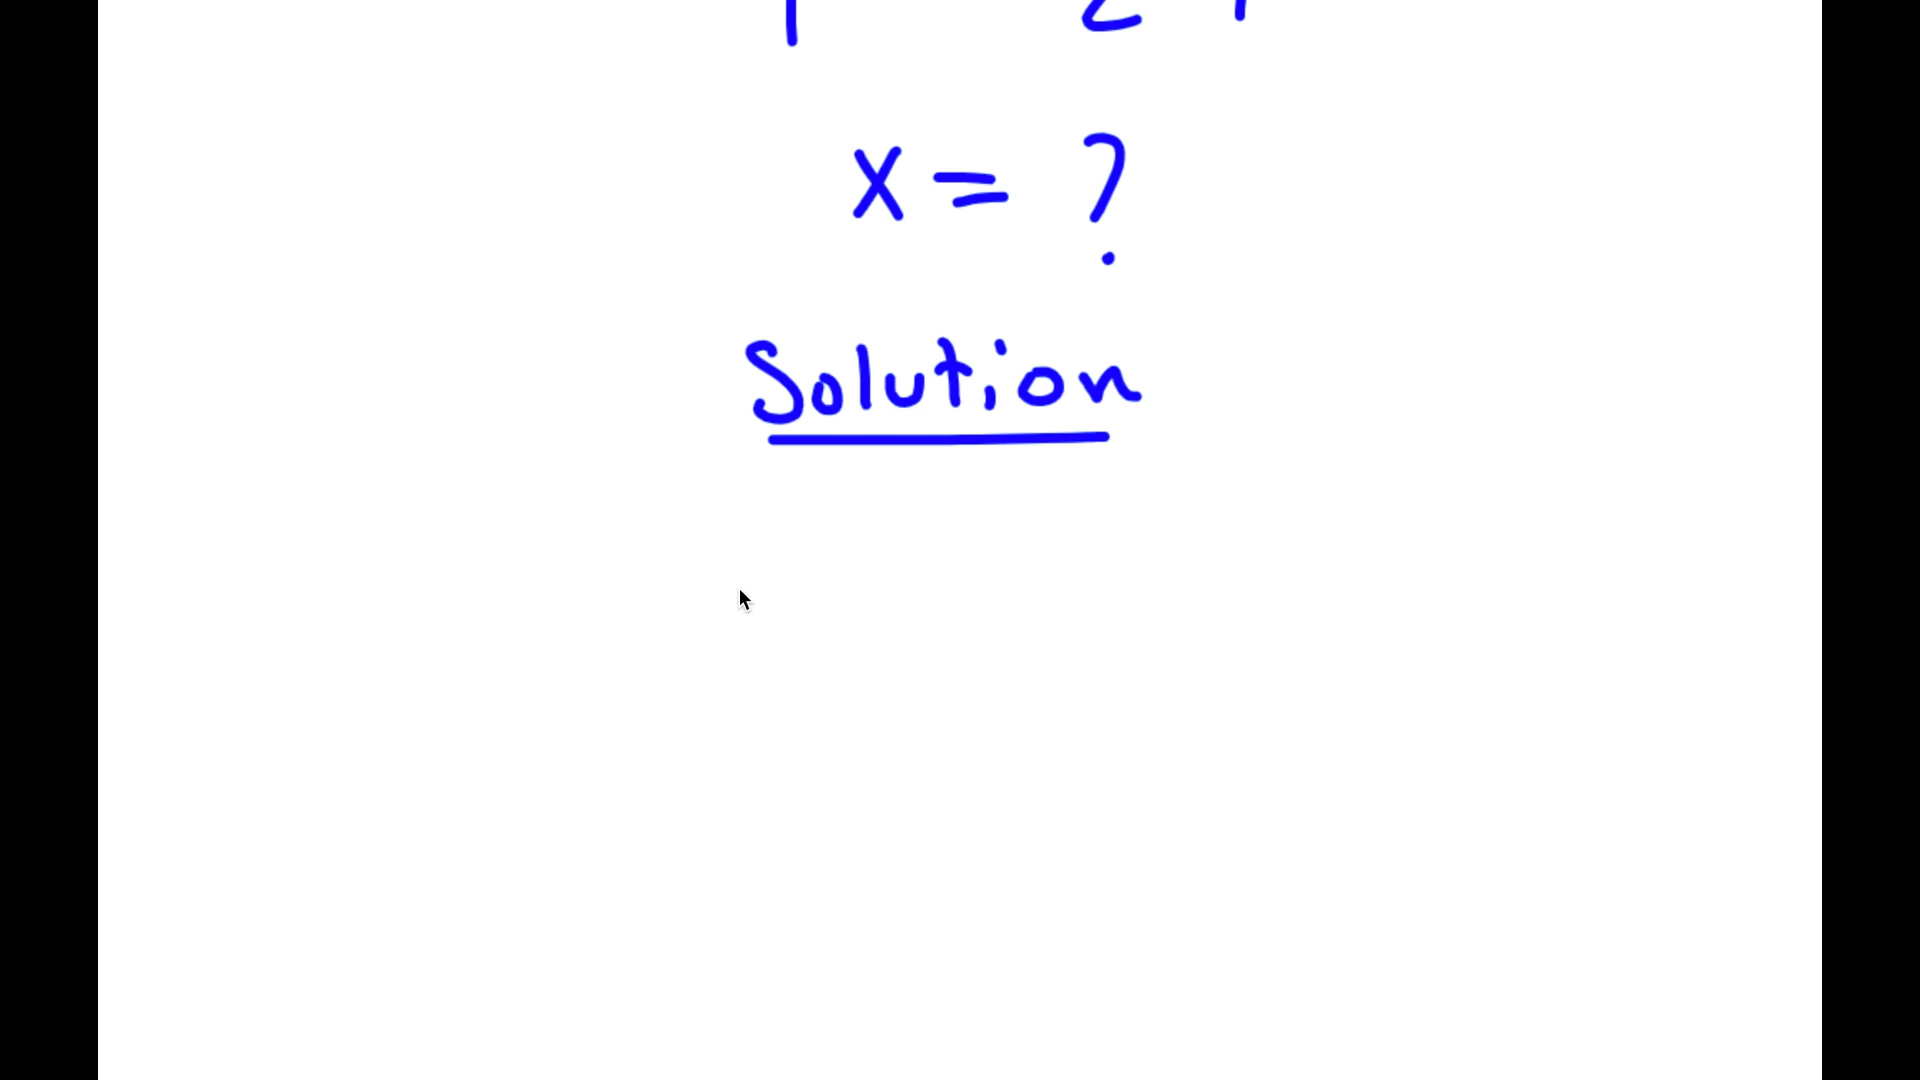 x = ?
Solution